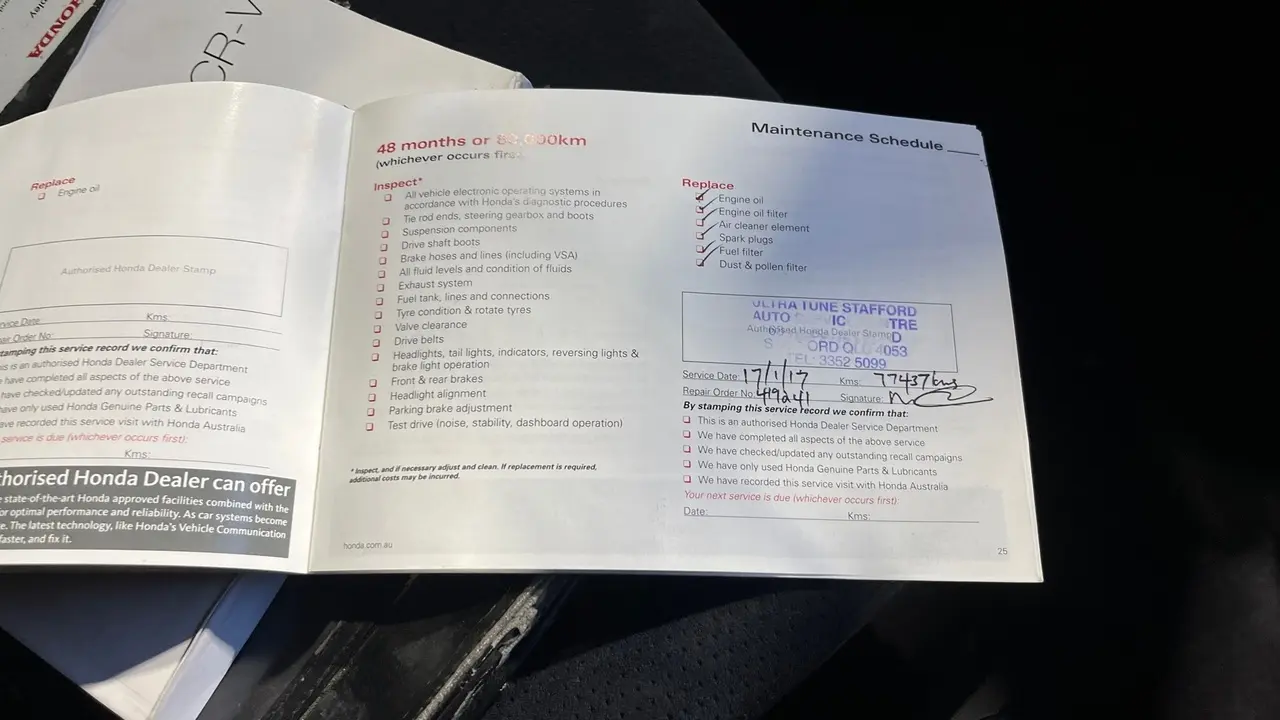 HONDA
CR-V
Replace
Engine oil
Authorised Honda Dealer Stamp
Service Date:
Kms:
Repair Order No:
Signature:
stamping this service record we confirm that:
is is an authorised Honda Dealer Service Department
have completed all aspects of the above service
have checked/updated any outstanding recall campaigns
have only used Honda Genuine Parts & Lubricants
have recorded this service visit with Honda Australia
service is due (whichever occurs first):
Kms:
thorised Honda Dealer can offer
state-of-the-art Honda approved facilities combined with the
or optimal performance and reliability. As car systems become
e. The latest technology, like Honda's Vehicle Communication
faster, and fix it.
48 months or 80,000km
(whichever occurs first)
Inspect*
All vehicle electronic operating systems in
accordance with Honda's diagnostic procedures
Tie rod ends, steering gearbox and boots
Suspension components
Drive shaft boots
Brake hoses and lines (including VSA)
All fluid levels and condition of fluids
Exhaust system
Fuel tank, lines and connections
Tyre condition & rotate tyres
Valve clearance
Drive belts
Headlights, tail lights, indicators, reversing lights &
brake light operation
Front & rear brakes
Headlight alignment
Parking brake adjustment
Test drive (noise, stability, dashboard operation)
* Inspect, and if necessary adjust and clean. If replacement is required,
additional costs may be incurred.
honda.com.au
Maintenance Schedule
Replace
Engine oil
Engine oil filter
Air cleaner element
Spark plugs
Fuel filter
Dust & pollen filter
ULTRA TUNE STAFFORD
AUTO
Authorised Honda Dealer Stamp
QLD 4053
TEL: 3352 5099
Service Date: 17/1/17 Kms: 77437kms
Repair Order No: 419241 Signature:
By stamping this service record we confirm that:
This is an authorised Honda Dealer Service Department
We have completed all aspects of the above service
We have checked/updated any outstanding recall campaigns
We have only used Honda Genuine Parts & Lubricants
We have recorded this service visit with Honda Australia
Your next service is due (whichever occurs first):
Date: Kms:
25